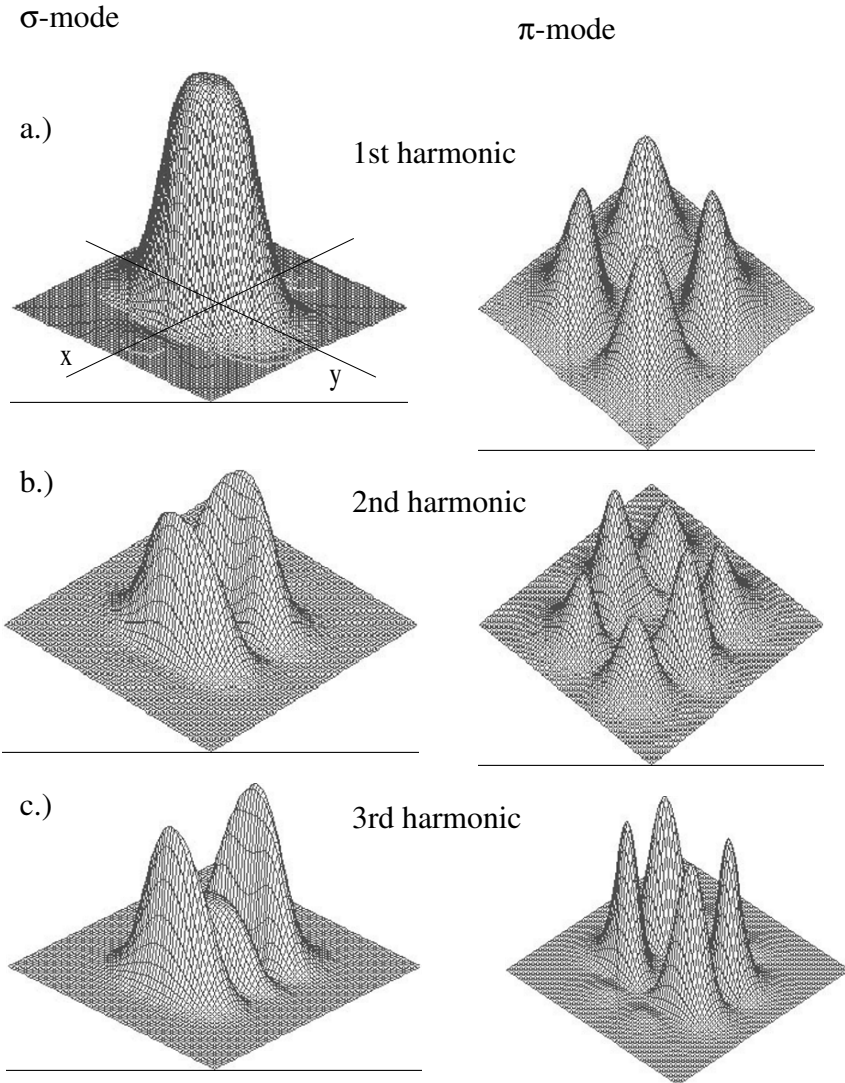 σ-mode
π-mode
a.)
1st harmonic
x
y
b.)
2nd harmonic
c.)
3rd harmonic